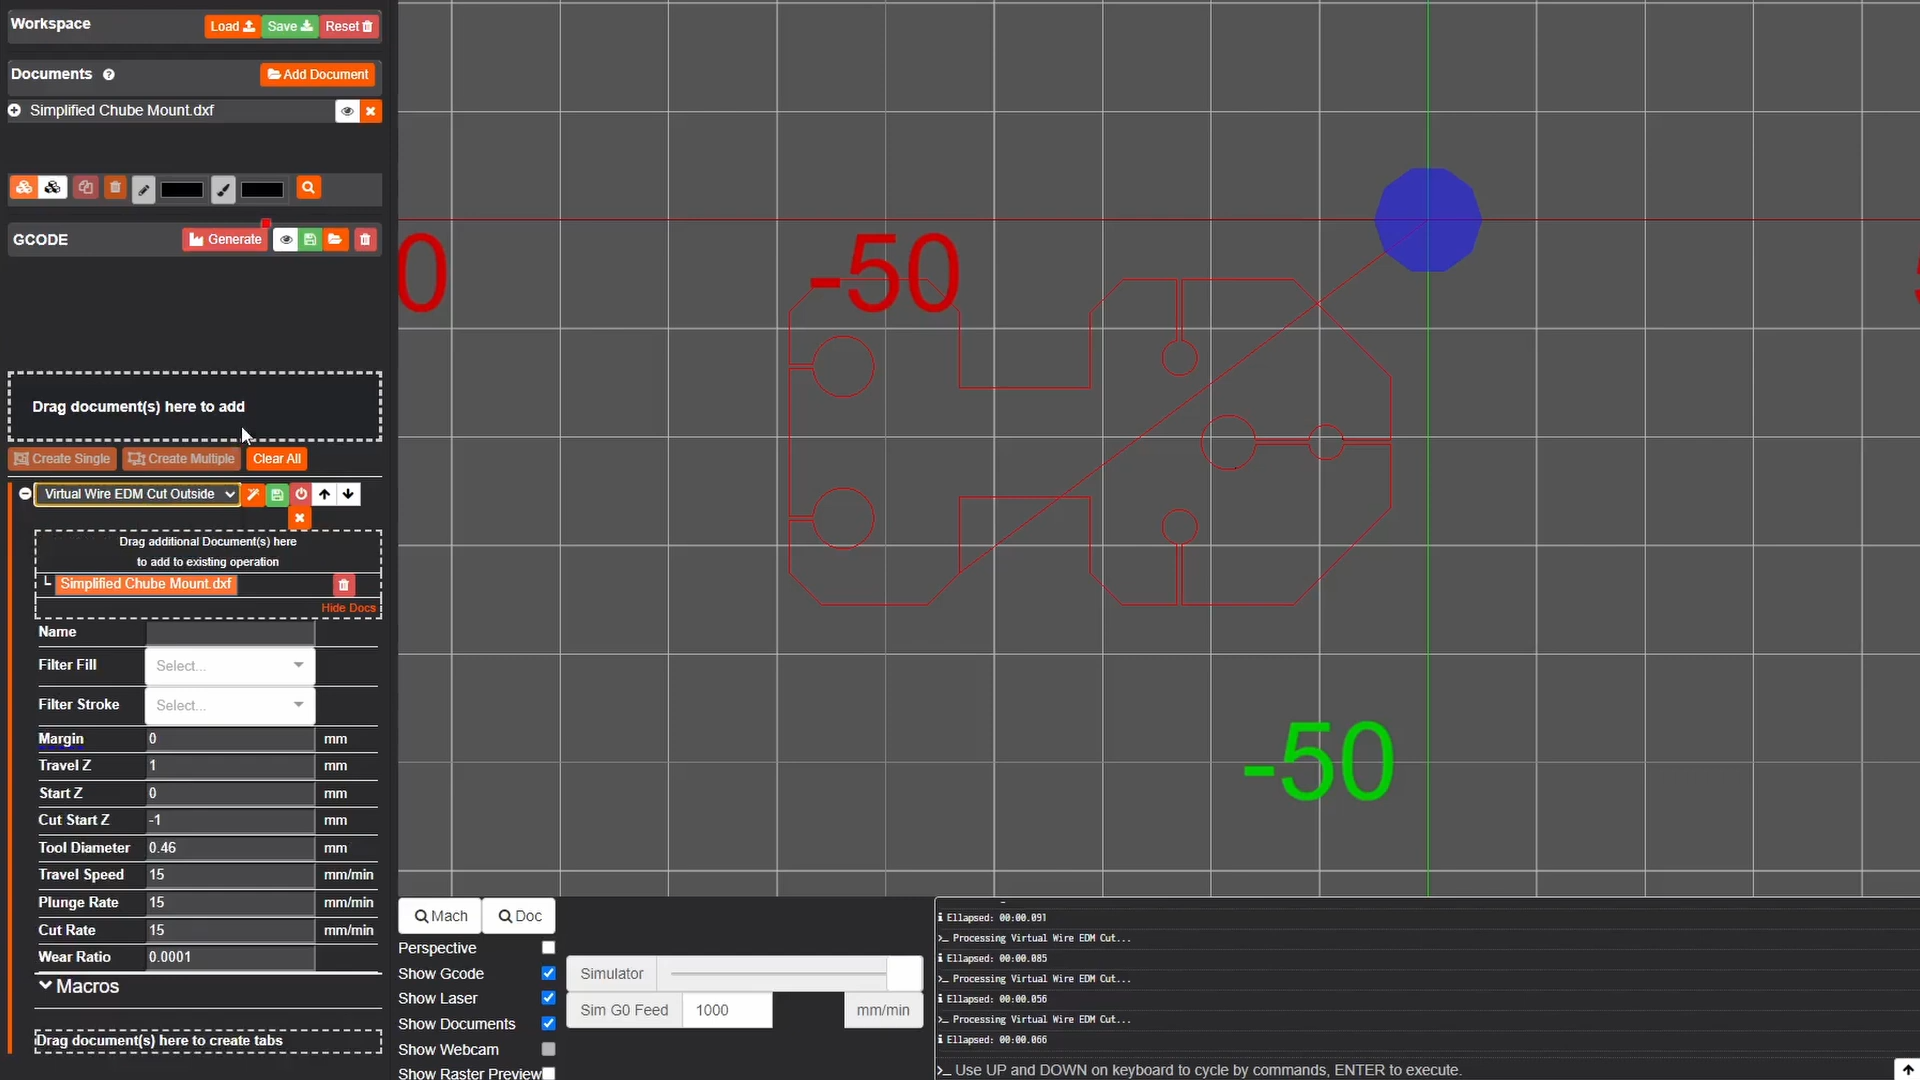 Workspace
Load
Save
Reset
Documents
Add Document
Simplified Chube Mount.dxf
GCODE
Generate
Drag document(s) here to add
Create Single
Create Multiple
Clear All
Virtual Wire EDM Cut Outside
Drag additional Document(s) here
to add to existing operation
Simplified Chube Mount.dxf
Hide Docs
Name
Filter Fill Select...
Filter Stroke Select...
Margin 0 mm
Travel Z 1 mm
Start Z 0 mm
Cut Start Z -1 mm
Tool Diameter 0.46 mm
Travel Speed 15 mm/min
Plunge Rate 15 mm/min
Cut Rate 15 mm/min
Wear Ratio 0.0001
Macros
Drag document(s) here to create tabs
0
-50
-50
Mach
Doc
Perspective
Show Gcode
Show Laser
Show Documents
Show Webcam
Show Raster Preview
Simulator
Sim G0 Feed 1000 mm/min
Ellapsed: 00:00.091
>_ Processing Virtual Wire EDM Cut...
Ellapsed: 00:00.085
>_ Processing Virtual Wire EDM Cut...
Ellapsed: 00:00.056
>_ Processing Virtual Wire EDM Cut...
Ellapsed: 00:00.066
>_ Use UP and DOWN on keyboard to cycle by commands, ENTER to execute.